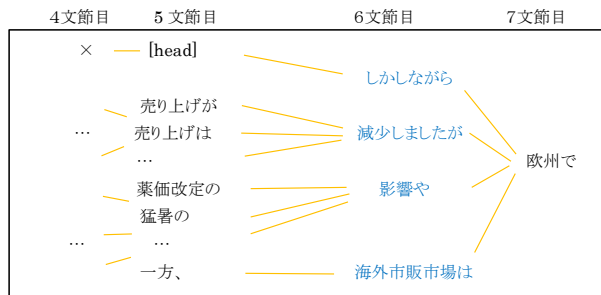 4文節目 5文節目 6文節目 7文節目
× [head]
しかしながら
売り上げが
… 売り上げは 減少しましたが
… 欧州で
薬価改定の 影響や
猛暑の
… …
一方、 海外市販市場は